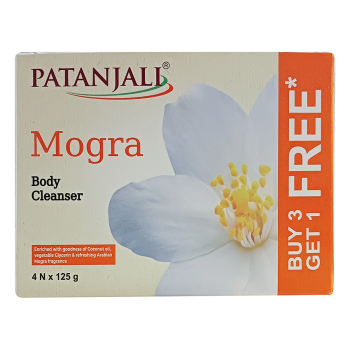 PATANJALI®
Mogra
Body
Cleanser
Enriched with goodness of Coconut oil,
vegetable Glycerin & refreshing Arabian
Mogra fragrance
4 N x 125 g
BUY 3
GET 1
FREE*